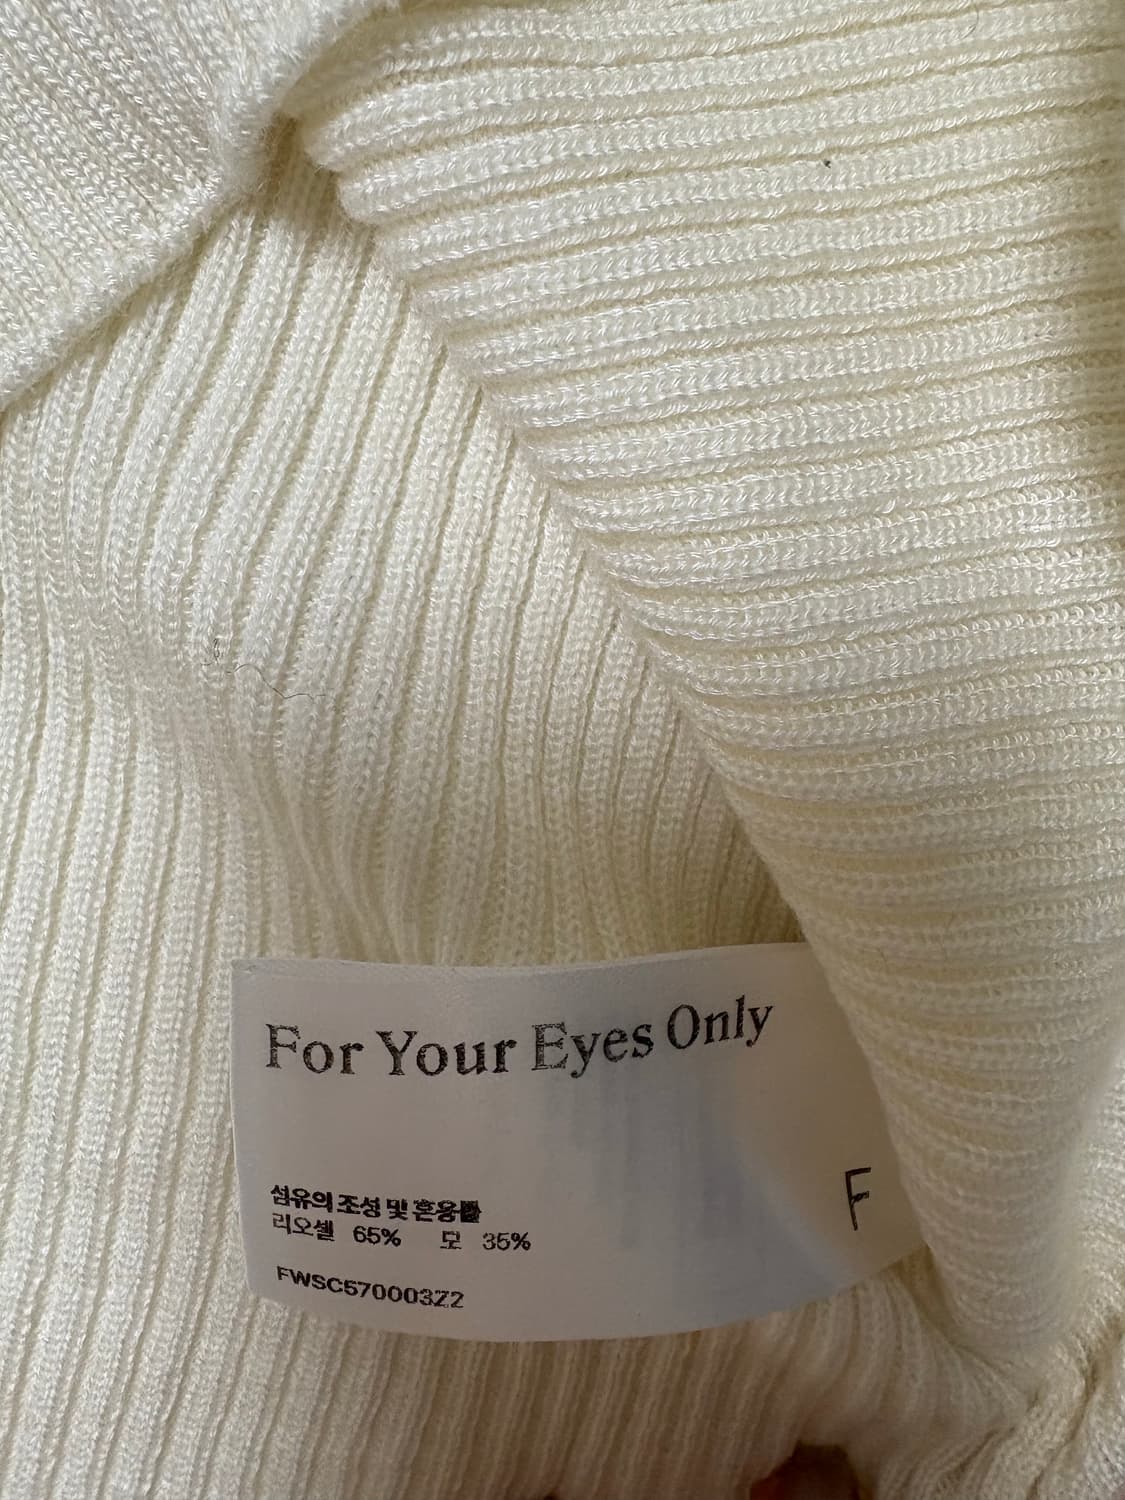 For Your Eyes Only
섬유의 조성 및 혼용률
리오셀 65% 모 35%
F
FWSC570003Z2